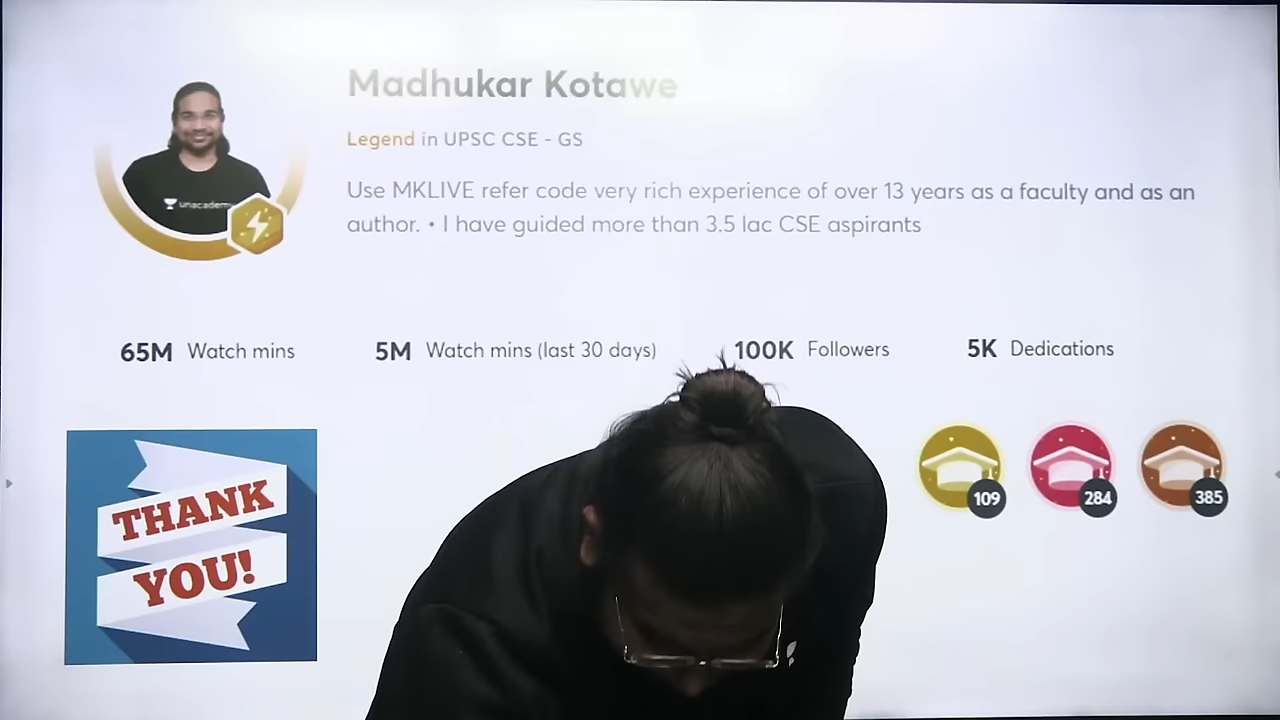 Madhukar Kotawe
Legend in UPSC CSE - GS
Use MKLIVE refer code very rich experience of over 13 years as a faculty and as an
author. • I have guided more than 3.5 lac CSE aspirants
unacademy
65M Watch mins
5M Watch mins (last 30 days)
100K Followers
5K Dedications
109
284
385
THANK
YOU!